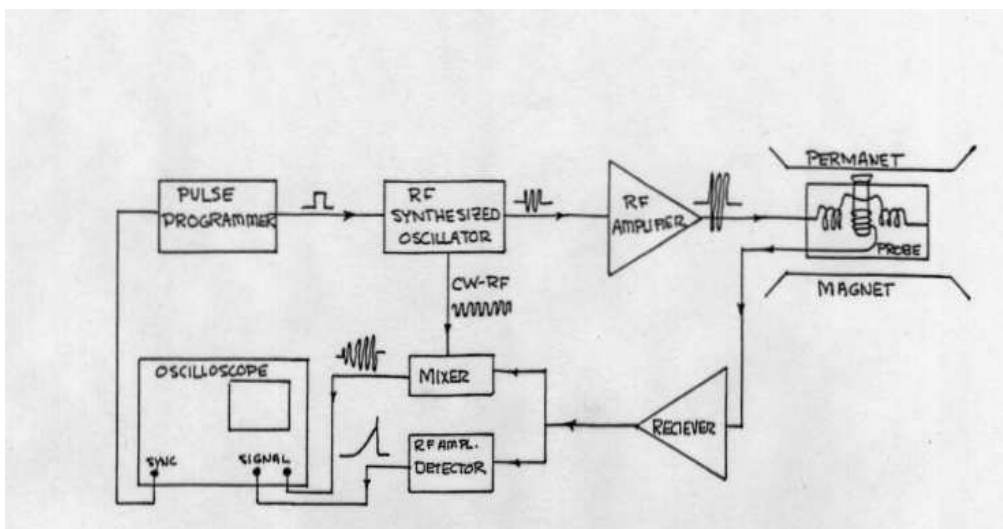 PERMANET
PULSE
PROGRAMMER
RF
SYNTHESIZED
OSCILLATOR
RF
AMPLIFIER
PROBE
MAGNET
CW-RF
OSCILLOSCOPE
MIXER
RECIEVER
RF AMPL.
DETECTOR
SYNC
SIGNAL